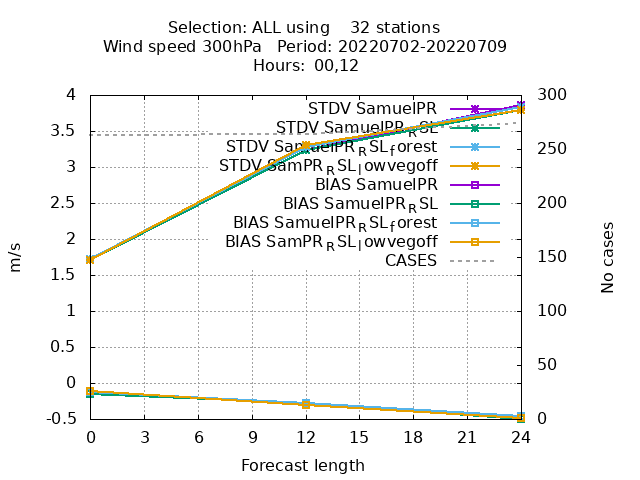 Selection: ALL using    32 stations
Wind speed 300hPa   Period: 20220702-20220709
Hours: 00,12
STDV SamuelPR
STDV SamuelPR_RSL
STDV SamuelPR_RSL_forest
STDV SamPR_RSL_lowvegoff
BIAS SamuelPR
BIAS SamuelPR_RSL
BIAS SamuelPR_RSL_forest
BIAS SamPR_RSL_lowvegoff
CASES
4
3.5
3
2.5
2
1.5
1
0.5
0
-0.5
m/s
300
250
200
150
100
50
0
No cases
0 3 6 9 12 15 18 21 24
Forecast length